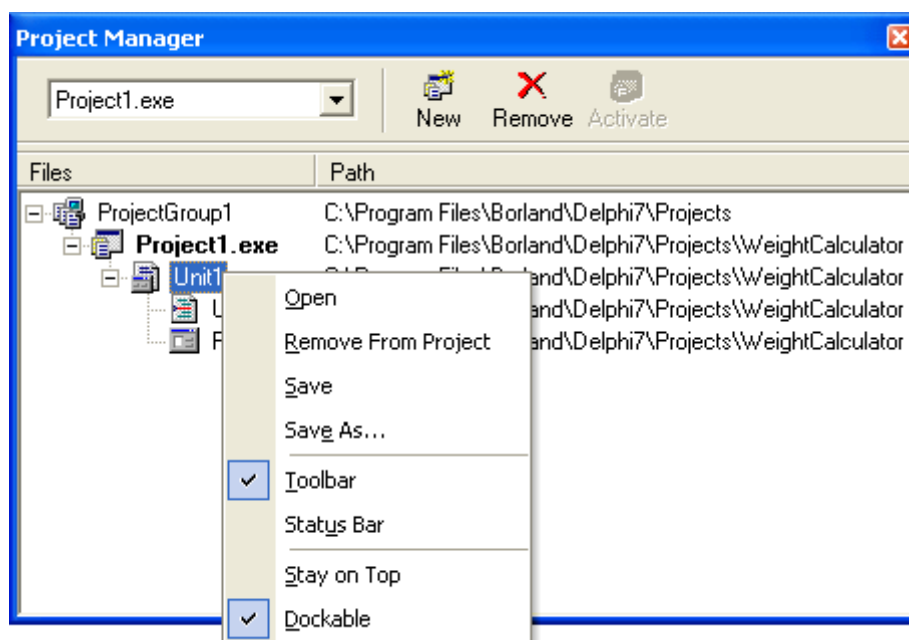 Project Manager
Project1.exe
New Remove Activate
Files Path
ProjectGroup1 C:\Program Files\Borland\Delphi7\Projects
Project1.exe C:\Program Files\Borland\Delphi7\Projects\WeightCalculator
Unit1 and\Delphi7\Projects\WeightCalculator
U and\Delphi7\Projects\WeightCalculator
F and\Delphi7\Projects\WeightCalculator
Open
Remove From Project
Save
Save As...
Toolbar
Status Bar
Stay on Top
Dockable